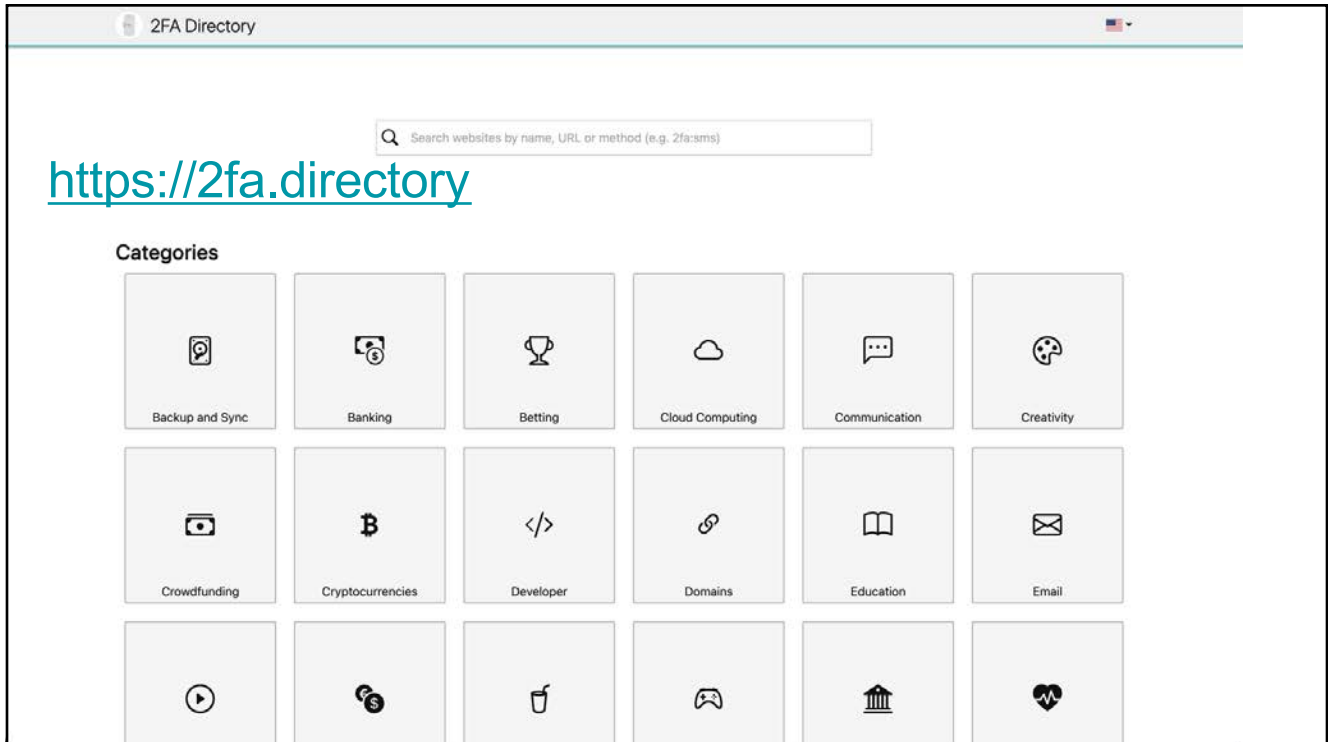 2FA Directory
Search websites by name, URL or method (e.g. 2fa:sms)
https://2fa.directory
Categories
Backup and Sync
Banking
Betting
Cloud Computing
Communication
Creativity
Crowdfunding
Cryptocurrencies
Developer
Domains
Education
Email